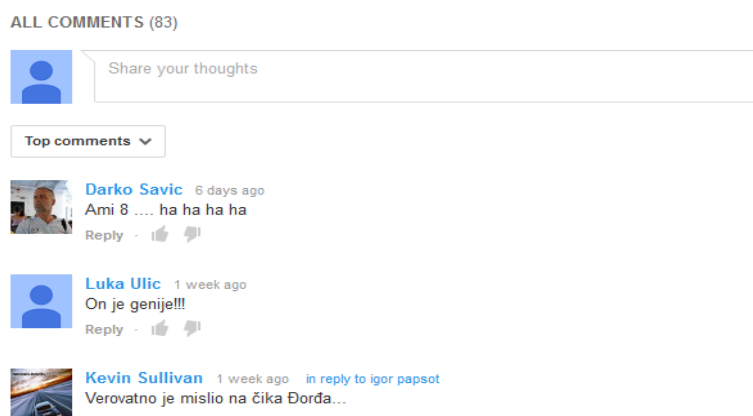 ALL COMMENTS (83)
Share your thoughts
Top comments
Darko Savic 6 days ago
Ami 8 .... ha ha ha ha
Reply ·
Luka Ulic 1 week ago
On je genije!!!
Reply ·
Kevin Sullivan 1 week ago in reply to igor papsot
Verovatno je mislio na čika Đorđa...